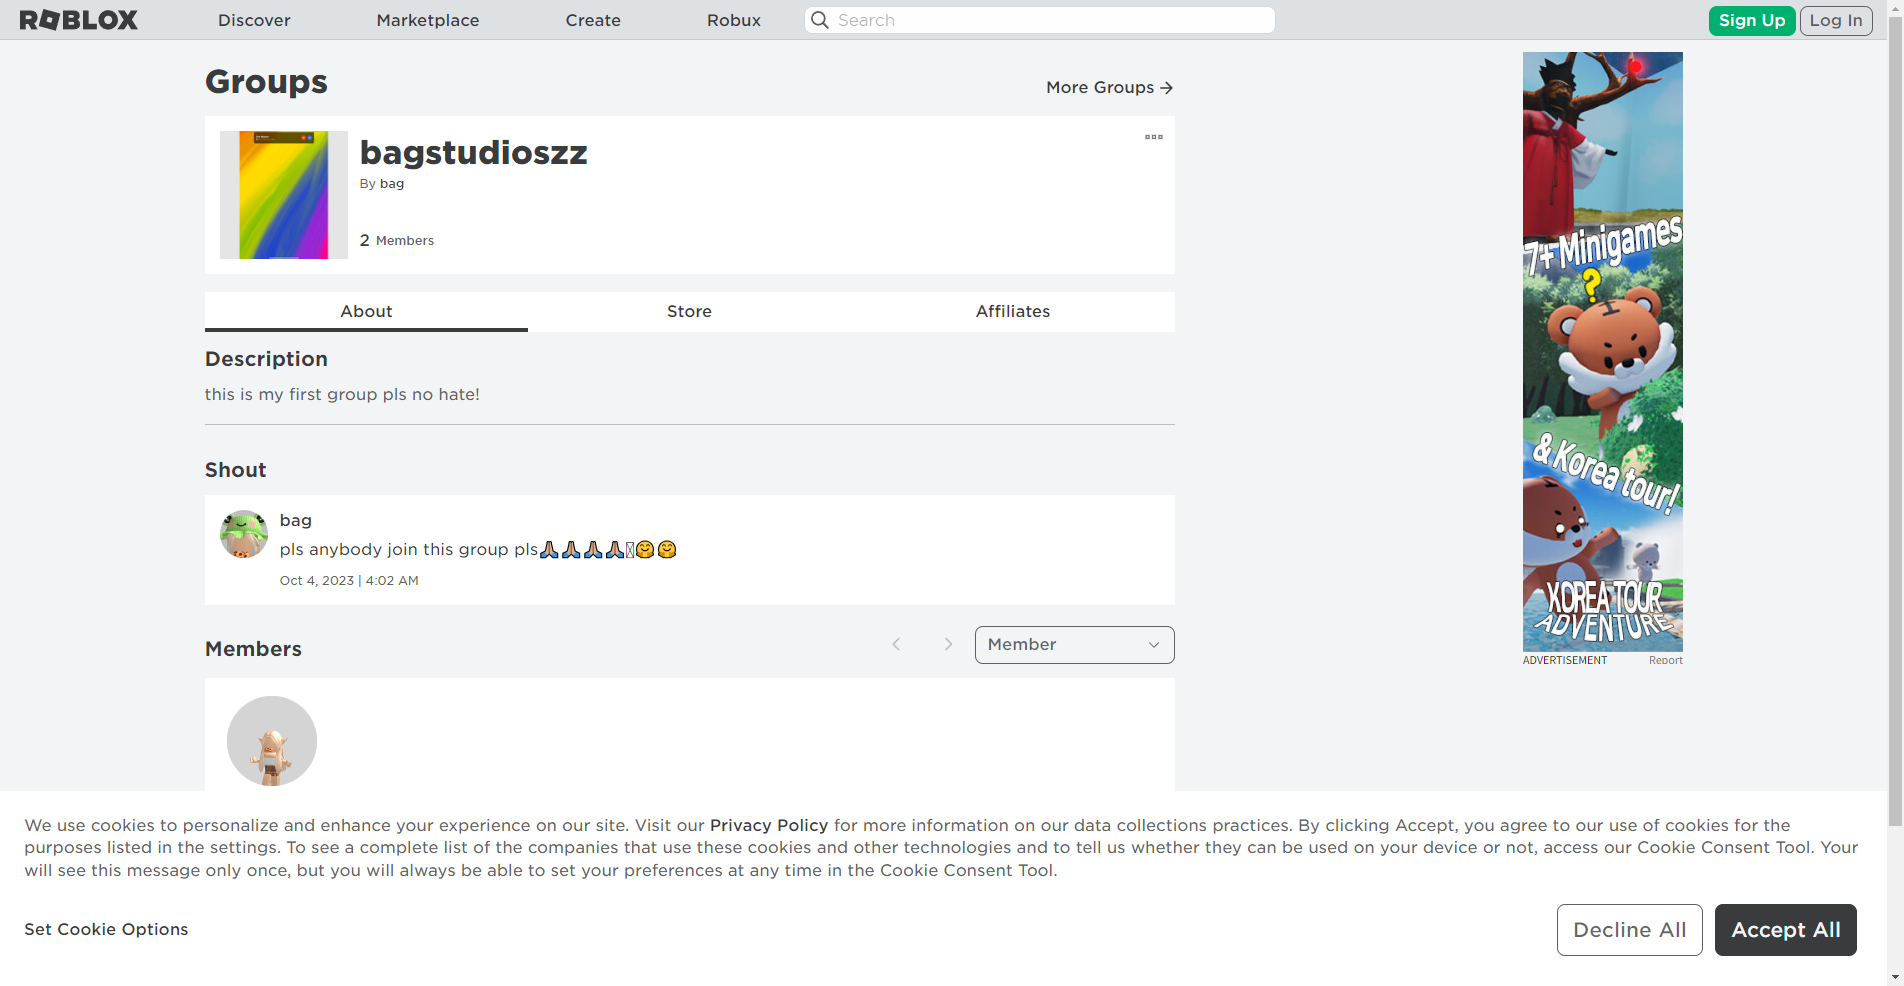 ROBLOX
Discover
Marketplace
Create
Robux
Search
Sign Up
Log In
Groups
More Groups →
bagstudioszz
By bag
2 Members
About
Store
Affiliates
Description
this is my first group pls no hate!
Shout
bag
pls anybody join this group pls🙏🏽🙏🏽🙏🏽🙏🏽🤗🤗
Oct 4, 2023 | 4:02 AM
Members
Member
7+ Minigames
?
& Korea tour!
KOREA TOUR
ADVENTURE
ADVERTISEMENT
Report
We use cookies to personalize and enhance your experience on our site. Visit our Privacy Policy for more information on our data collections practices. By clicking Accept, you agree to our use of cookies for the
purposes listed in the settings. To see a complete list of the companies that use these cookies and other technologies and to tell us whether they can be used on your device or not, access our Cookie Consent Tool. Your
will see this message only once, but you will always be able to set your preferences at any time in the Cookie Consent Tool.
Set Cookie Options
Decline All
Accept All